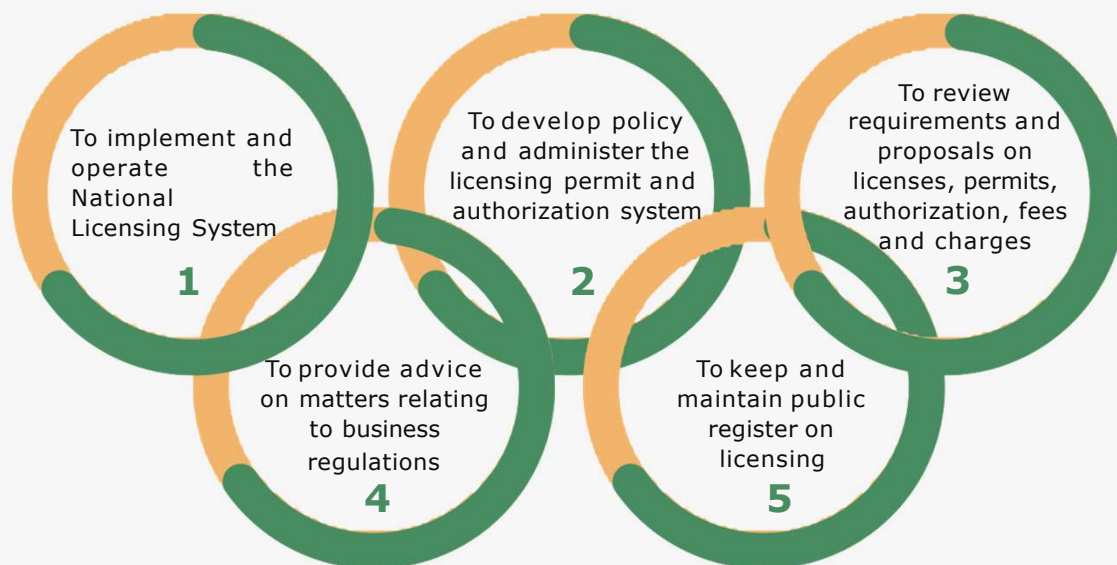 To implement and
operate the
National
Licensing System
1
To develop policy
and administer the
licensing permit and
authorization system
2
To review
requirements and
proposals on
licenses, permits,
authorization, fees
and charges
3
To provide advice
on matters relating
to business
regulations
4
To keep and
maintain public
register on
licensing
5